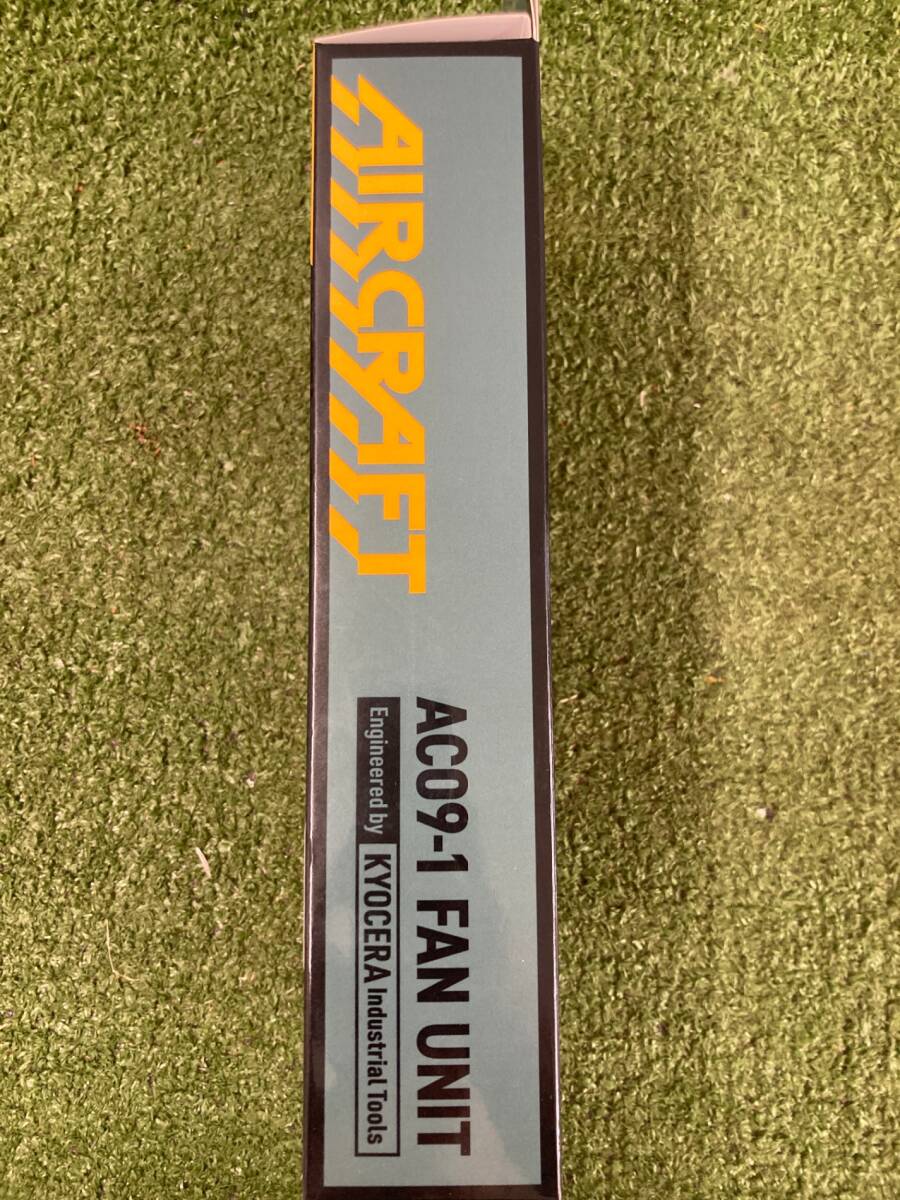 AIRCRAFT
AC09-1 FAN UNIT
Engineered by KYOCERA Industrial Tools